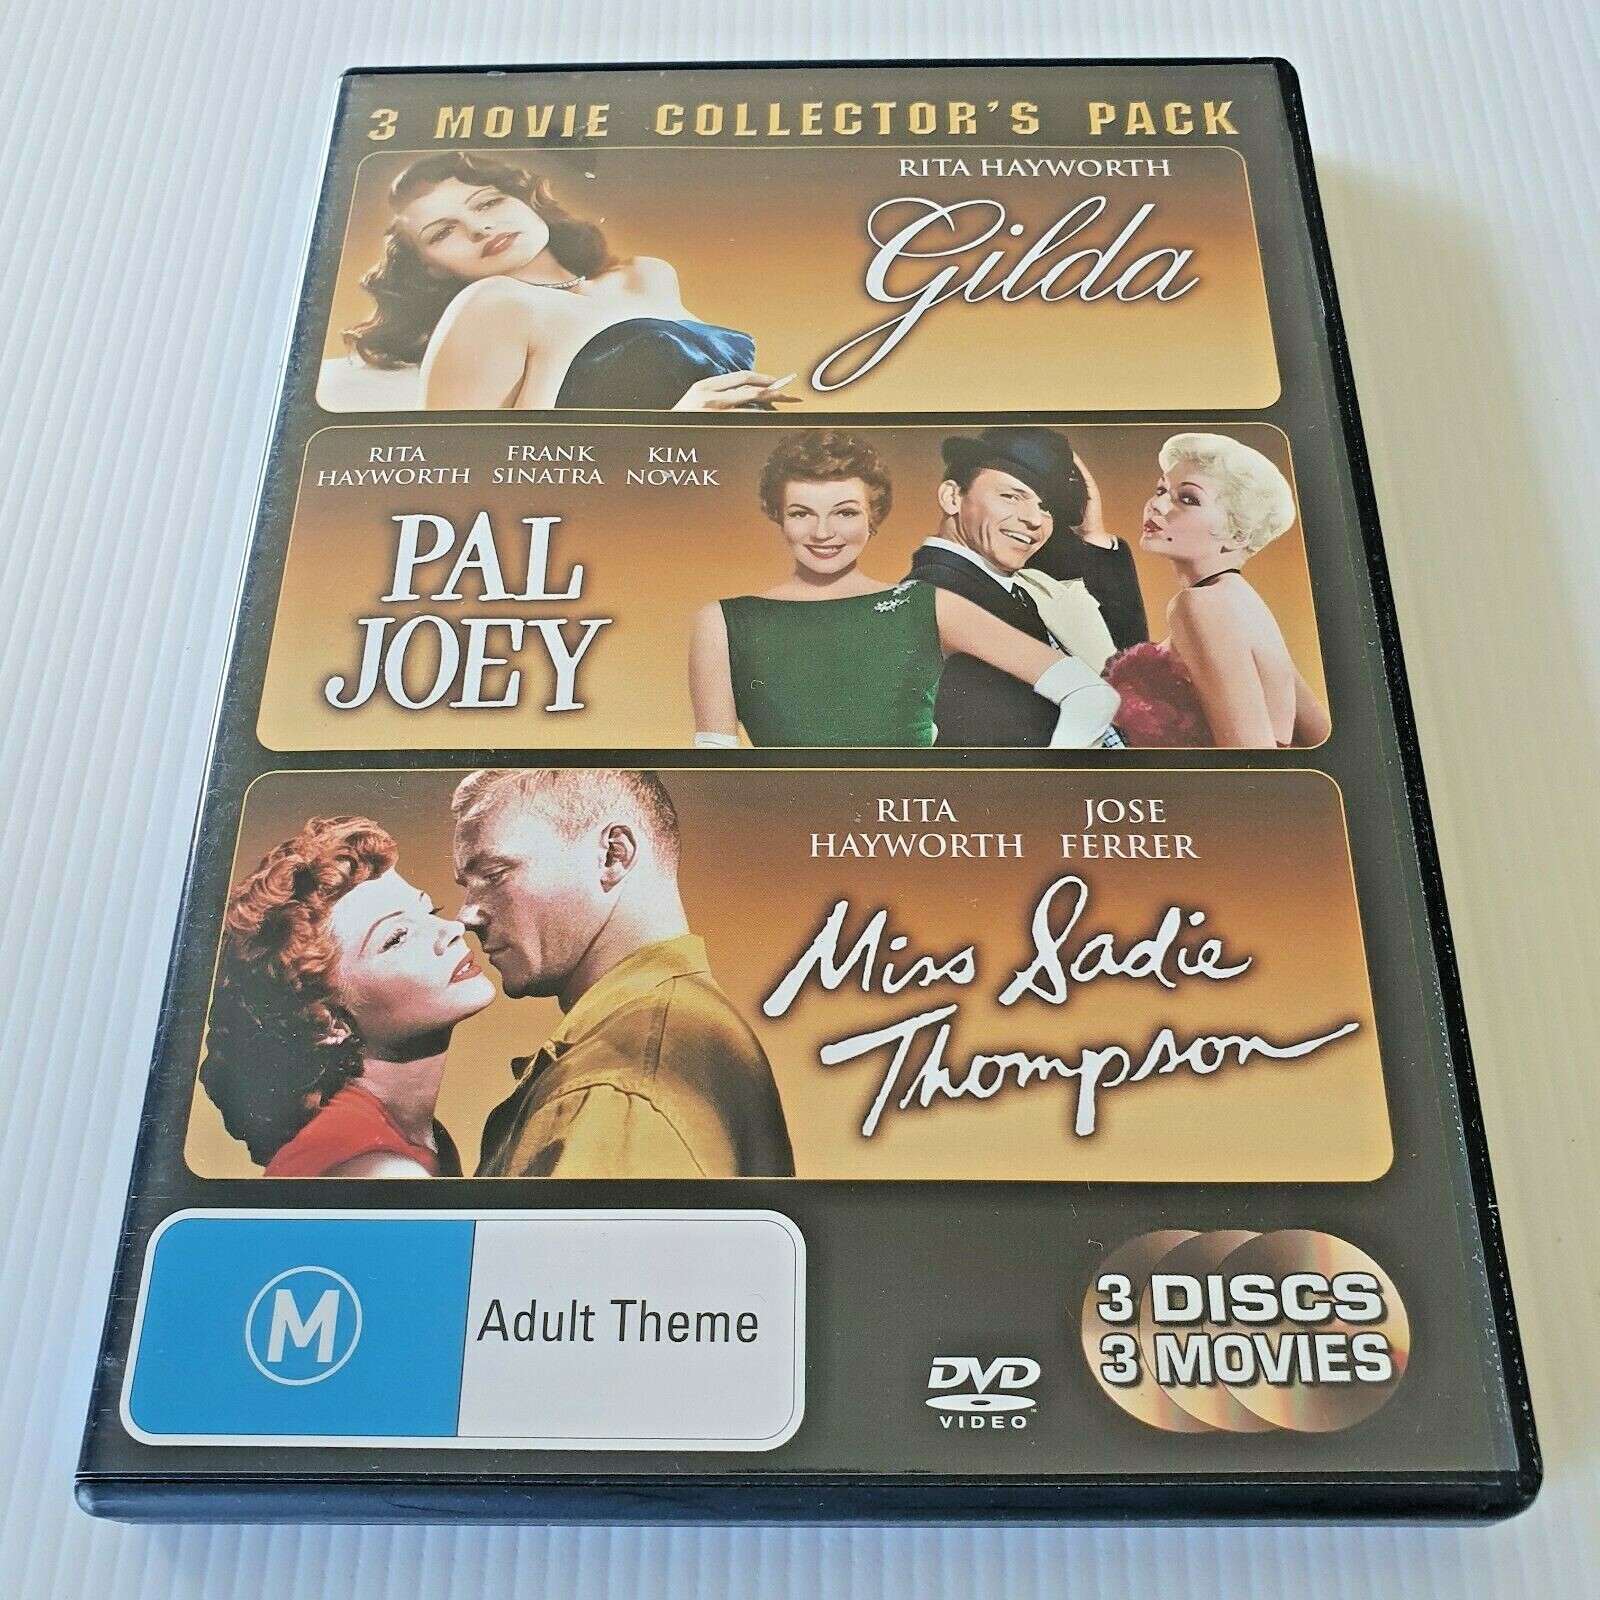 3 MOVIE COLLECTOR'S PACK
RITA HAYWORTH
Gilda
RITA HAYWORTH
FRANK SINATRA
KIM NOVAK
PAL
JOEY
RITA HAYWORTH
JOSE FERRER
Miss Sadie
Thompson
M
Adult Theme
DVD
VIDEO
3 DISCS
3 MOVIES